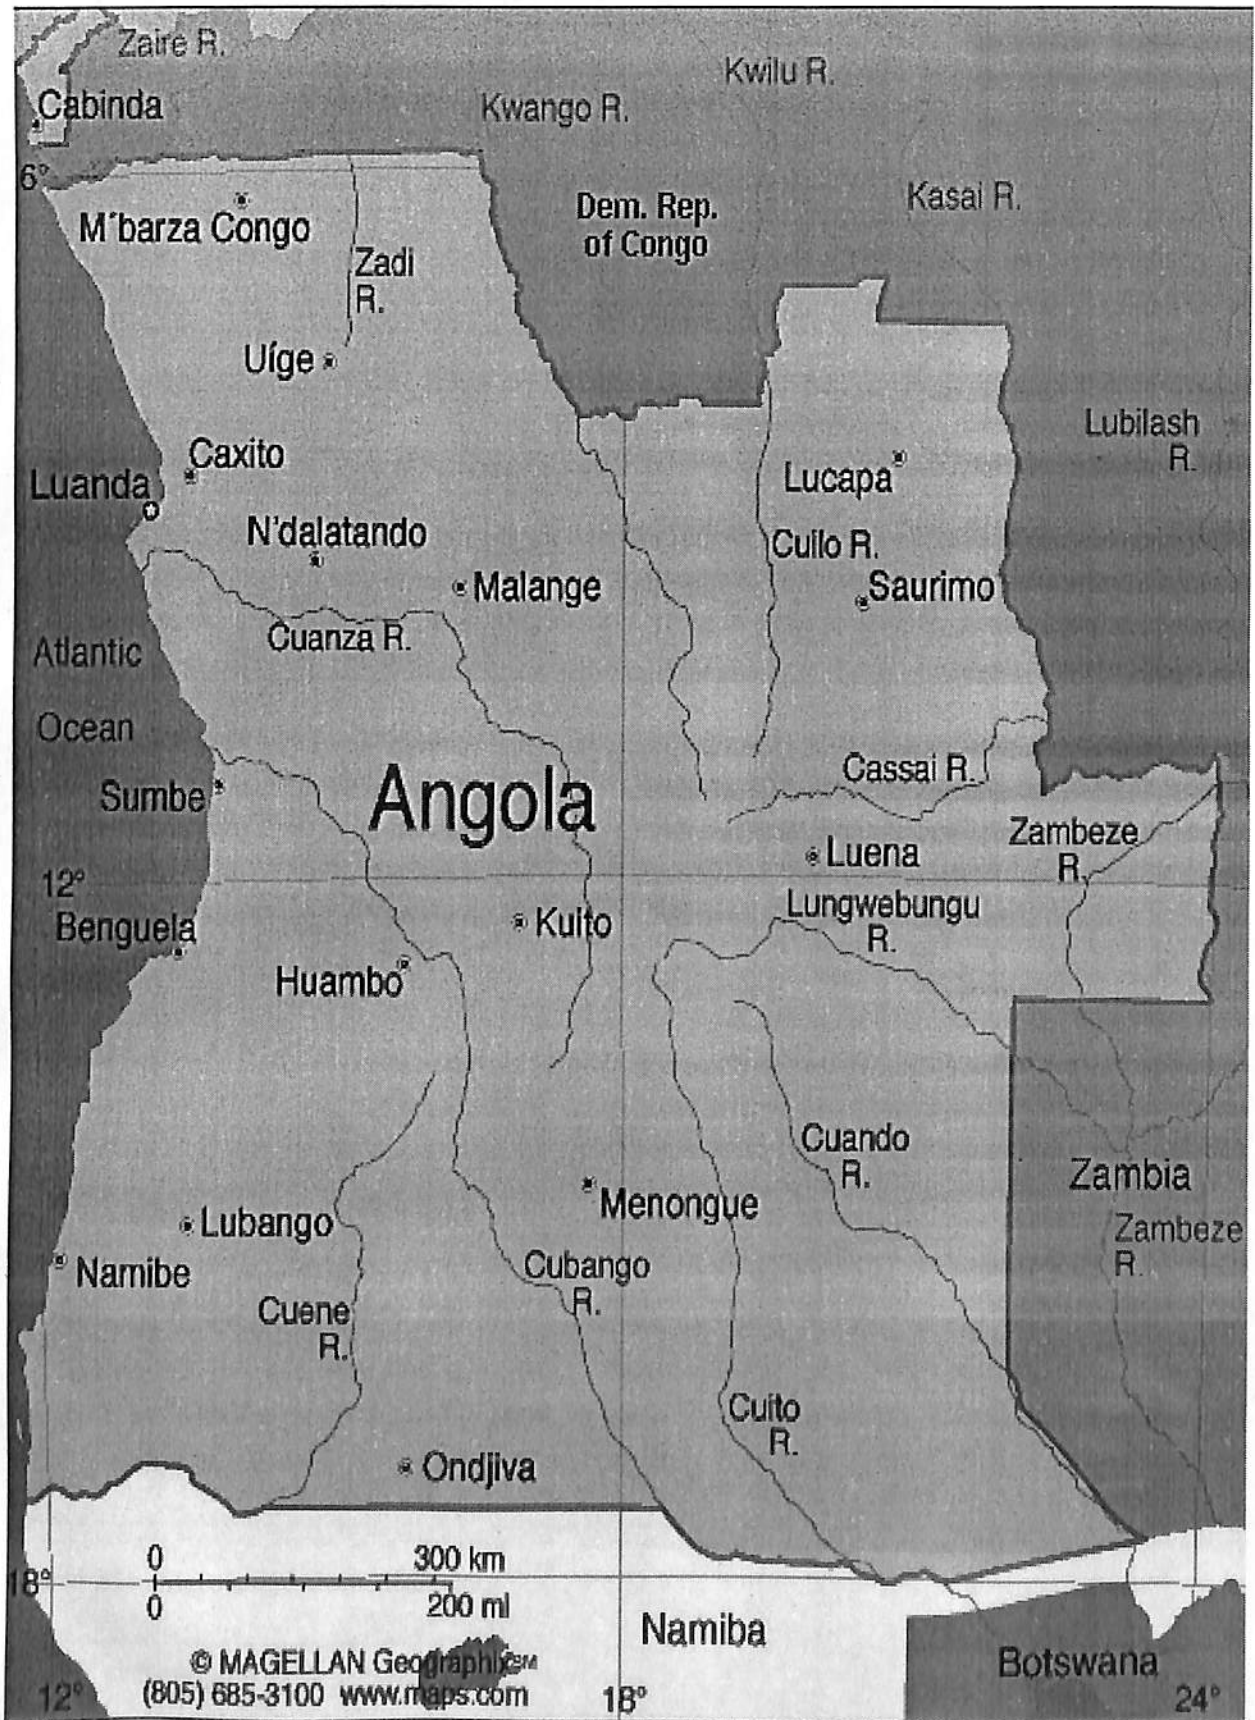 Zaire R.
Kwilu R.
Cabinda
Kwango R.
6°
Kasai R.
M´barza Congo
Dem. Rep.
of Congo
Zadi
R.
Uíge
Lubilash
R.
Caxito
Luanda
Lucapa
N'dalatando
Cuilo R.
Malange
Saurimo
Cuanza R.
Atlantic
Ocean
Cassai R.
Sumbe
Angola
Zambeze
R.
Luena
12°
Lungwebungu
R.
Benguela
Kuito
Huambo
Cuando
R.
Zambia
Menongue
Lubango
Zambeze
R.
Namibe
Cubango
R.
Cuene
R.
Cuito
R.
Ondjiva
0 300 km
18°
0 200 mi
Namiba
Botswana
© MAGELLAN Geographix℠
(805) 685-3100 www.maps.com
12° 18° 24°